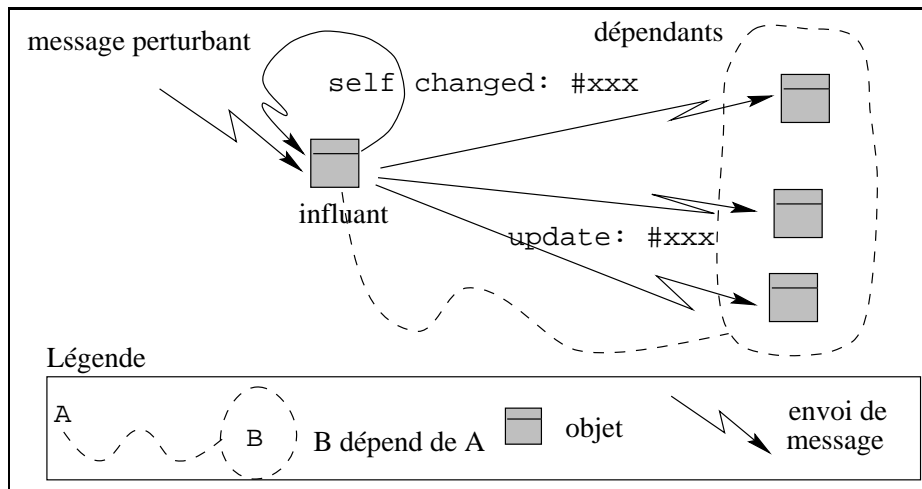 message perturbant
dépendants
self changed: #xxx
influant
update: #xxx
Légende
A
B
B dépend de A
objet
envoi de
message